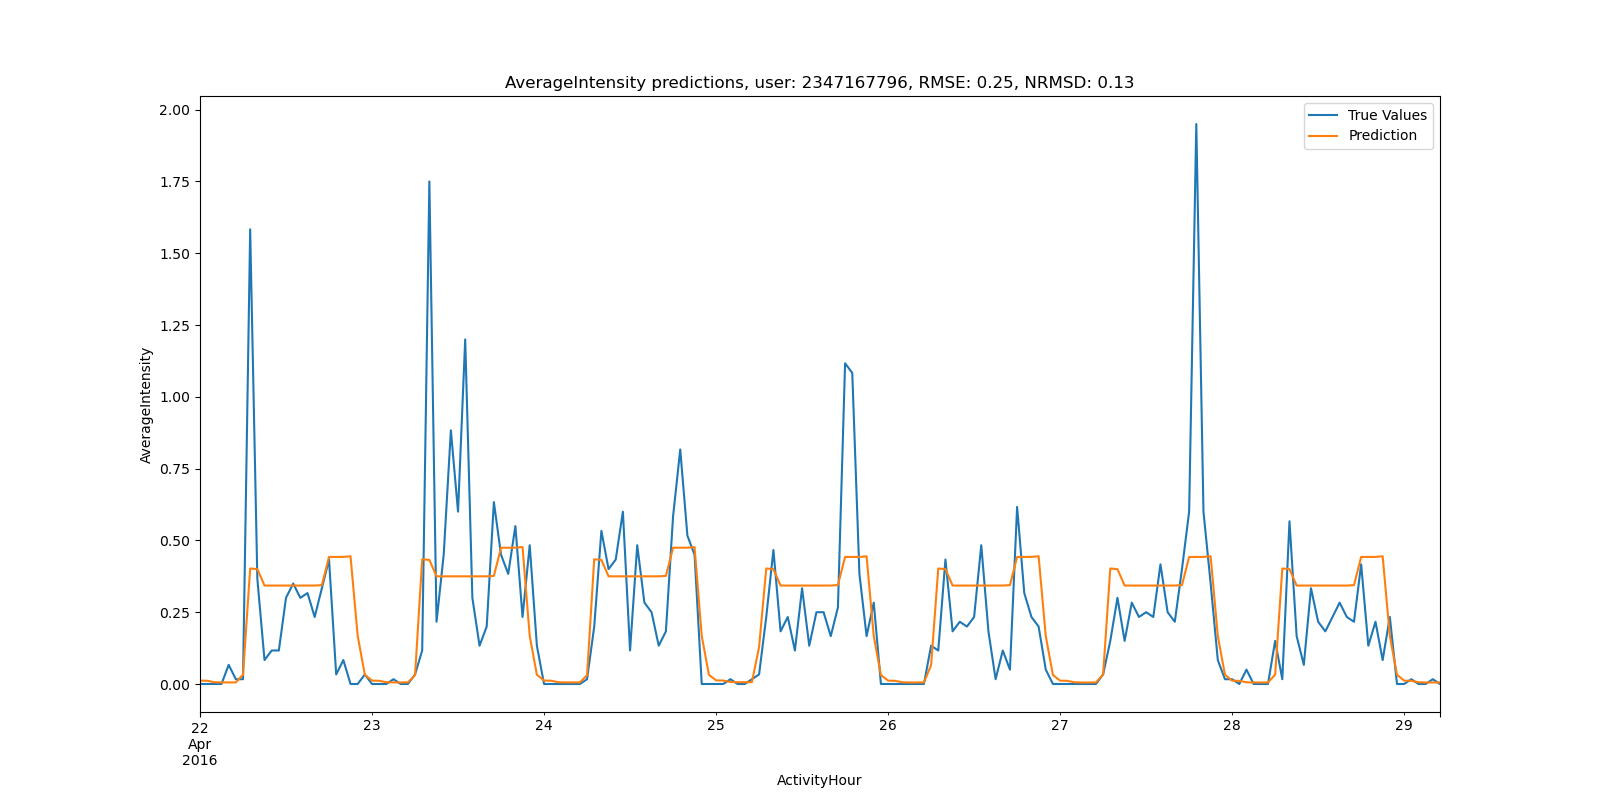 AverageIntensity predictions, user: 2347167796, RMSE: 0.25, NRMSD: 0.13
True Values
Prediction
2.00
1.75
1.50
1.25
1.00
0.75
0.50
0.25
0.00
AverageIntensity
22 23 24 25 26 27 28 29
Apr
2016
ActivityHour